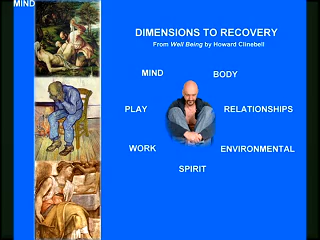 MIND
DIMENSIONS TO RECOVERY
From Well Being by Howard Clinebell
MIND
BODY
PLAY
RELATIONSHIPS
WORK
ENVIRONMENTAL
SPIRIT